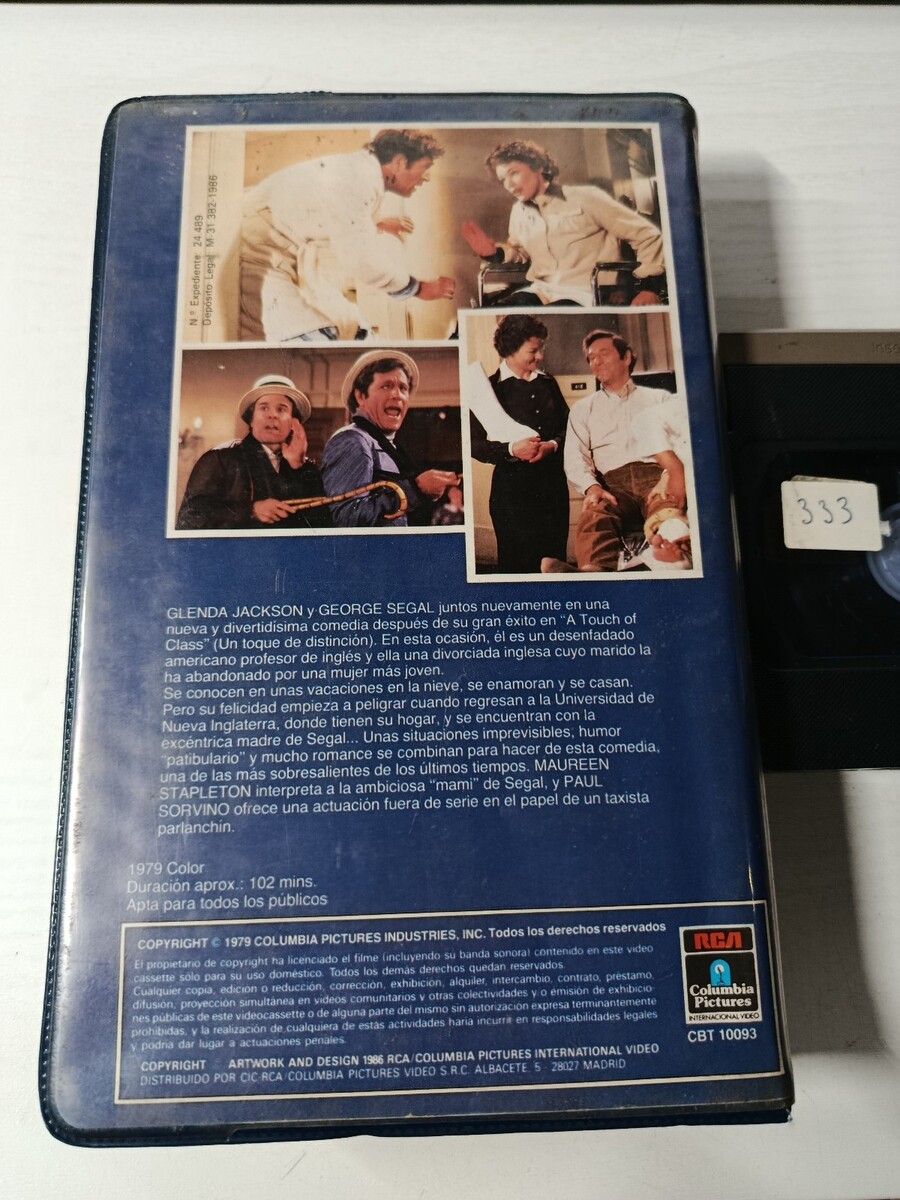 N.º Expediente 24.489
Depósito Legal M-31.382-1986
333
GLENDA JACKSON y GEORGE SEGAL juntos nuevamente en una
nueva y divertidísima comedia después de su gran éxito en "A Touch of
Class" (Un toque de distinción). En esta ocasión, él es un desenfadado
americano profesor de inglés y ella una divorciada inglesa cuyo marido la
ha abandonado por una mujer más joven.
Se conocen en unas vacaciones en la nieve, se enamoran y se casan.
Pero su felicidad empieza a peligrar cuando regresan a la Universidad de
Nueva Inglaterra, donde tienen su hogar, y se encuentran con la
excéntrica madre de Segal... Unas situaciones imprevisibles, humor
"patibulario" y mucho romance se combinan para hacer de esta comedia,
una de las más sobresalientes de los últimos tiempos. MAUREEN
STAPLETON interpreta a la ambiciosa "mami" de Segal, y PAUL
SORVINO ofrece una actuación fuera de serie en el papel de un taxista
parlanchín.
1979 Color
Duración aprox.: 102 mins.
Apta para todos los públicos
COPYRIGHT © 1979 COLUMBIA PICTURES INDUSTRIES, INC. Todos los derechos reservados
El propietario de copyright ha licenciado el filme (incluyendo su banda sonora) contenido en este video
cassette sólo para su uso doméstico. Todos los demás derechos quedan reservados.
Cualquier copia, edición o reducción, corrección, exhibición, alquiler, intercambio, contrato, préstamo,
difusión, proyección simultánea en videos comunitarios y otras colectividades y/o emisión de exhibicio-
nes públicas de este videocassette o de alguna parte del mismo sin autorización expresa terminantemente
prohibidas, y la realización de cualquiera de estas actividades haría incurrir en responsabilidades legales
y podría dar lugar a actuaciones penales.
COPYRIGHT ARTWORK AND DESIGN 1986 RCA/COLUMBIA PICTURES INTERNATIONAL VIDEO
DISTRIBUIDO POR CIC-RCA/COLUMBIA PICTURES VIDEO S.R.C. ALBACETE, 5 - 28027 MADRID
RCA
Columbia
Pictures
INTERNACIONAL VIDEO
CBT 10093